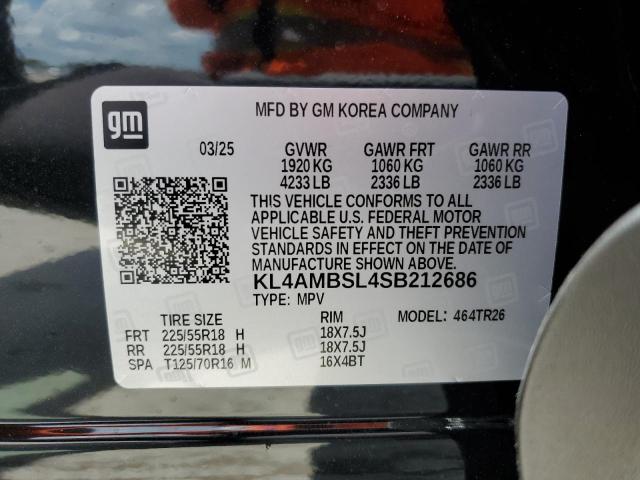 gm
MFD BY GM KOREA COMPANY
03/25 GVWR GAWR FRT GAWR RR
1920 KG 1060 KG 1060 KG
4233 LB 2336 LB 2336 LB
THIS VEHICLE CONFORMS TO ALL
APPLICABLE U.S. FEDERAL MOTOR
VEHICLE SAFETY AND THEFT PREVENTION
STANDARDS IN EFFECT ON THE DATE OF
MANUFACTURE SHOWN ABOVE.
KL4AMBSL4SB212686
TYPE: MPV
TIRE SIZE RIM MODEL: 464TR26
FRT 225/55R18 H 18X7.5J
RR 225/55R18 H 18X7.5J
SPA T125/70R16 M 16X4BT